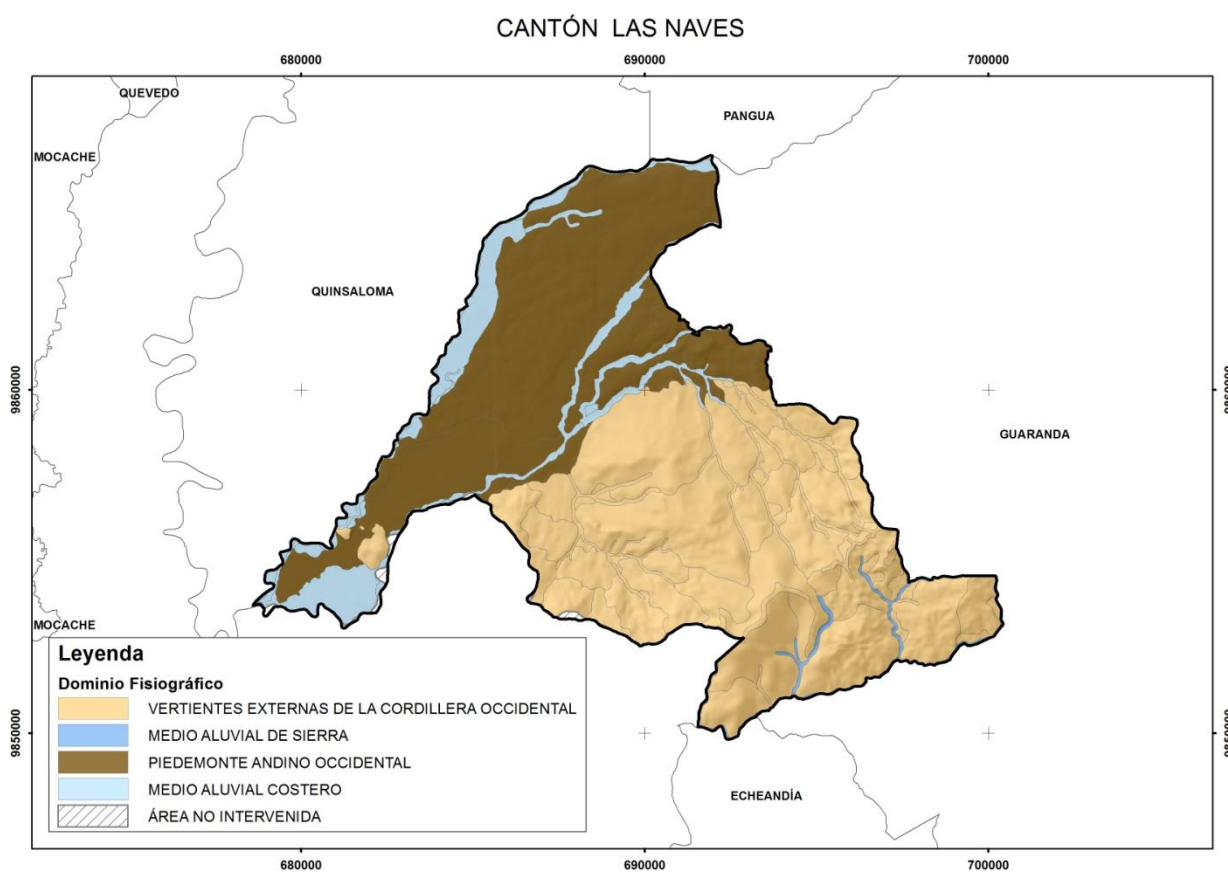 CANTÓN LAS NAVES
680000
690000
700000
QUEVEDO
PANGUA
MOCACHE
QUINSALOMA
9860000
9860000
GUARANDA
MOCACHE
9850000
9850000
ECHEANDÍA
Leyenda
Dominio Fisiográfico
VERTIENTES EXTERNAS DE LA CORDILLERA OCCIDENTAL
MEDIO ALUVIAL DE SIERRA
PIEDEMONTE ANDINO OCCIDENTAL
MEDIO ALUVIAL COSTERO
ÁREA NO INTERVENIDA
680000
690000
700000